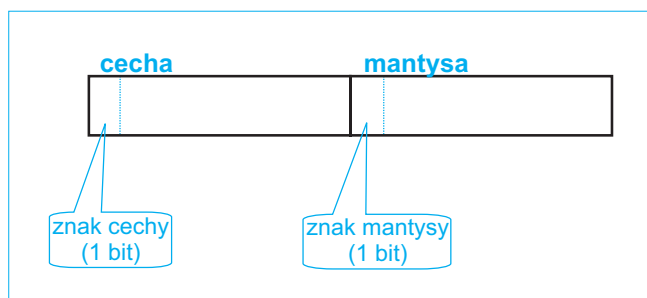 cecha
mantysa
znak cechy
(1 bit)
znak mantysy
(1 bit)